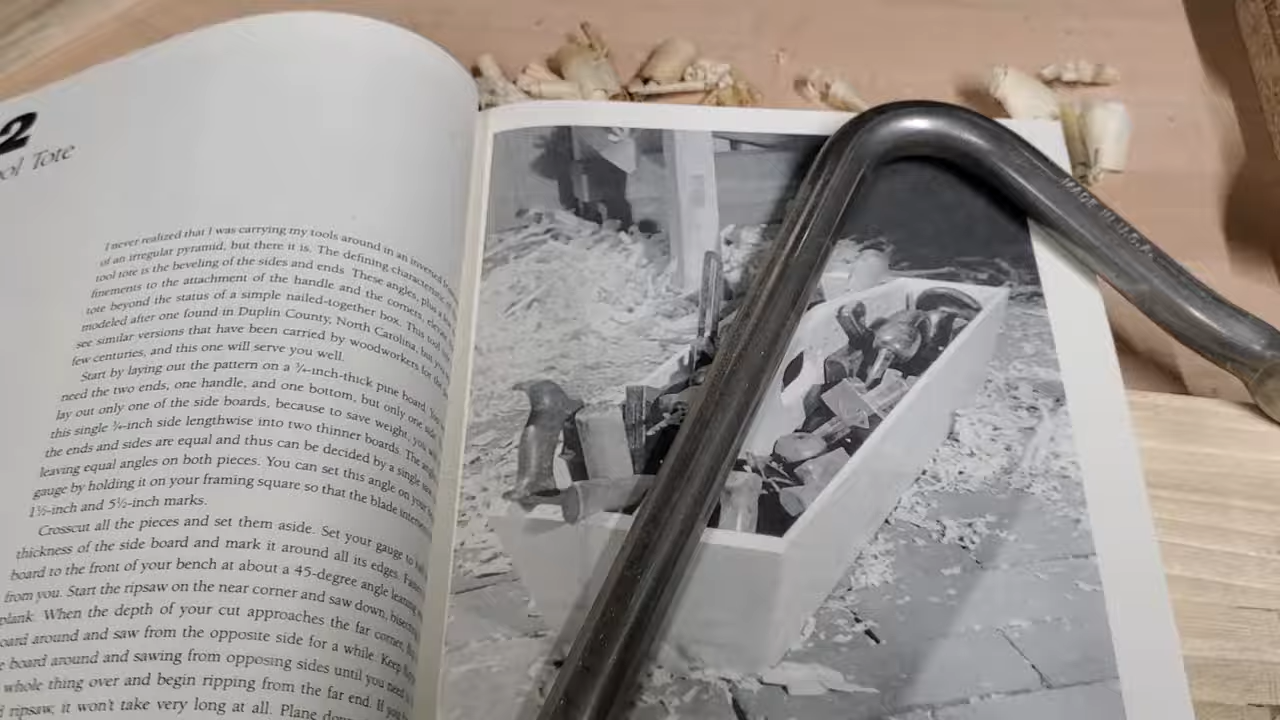 2
ol Tote
I never realized that I was carrying my tools around in an inverted
of an irregular pyramid, but there it is. The defining characteristic
tool tote is the beveling of the sides and ends. These angles, plus
finements to the attachment of the handle and the corners,
tote beyond the status of a simple nailed-together box. This tool
modeled after one found in Duplin County, North Carolina, but you
see similar versions that have been carried by woodworkers for the
few centuries, and this one will serve you well.
Start by laying out the pattern on a ¾-inch-thick pine board. You
need the two ends, one handle, and one bottom, but only one
lay out only one of the side boards, because to save weight, you
this single ¾-inch side lengthwise into two thinner boards. The
the ends and sides are equal and thus can be decided by a single
leaving equal angles on both pieces. You can set this angle on your
gauge by holding it on your framing square so that the blade
1½-inch and 5½-inch marks.
Crosscut all the pieces and set them aside. Set your gauge to
thickness of the side board and mark it around all its edges.
board to the front of your bench at about a 45-degree angle leaning
from you. Start the ripsaw on the near corner and saw down,
plank. When the depth of your cut approaches the far corner,
oard around and saw from the opposite side for a while. Keep
e board around and sawing from opposing sides until you
whole thing over and begin ripping from the far end. If you
d ripsaw, it won't take very long at all. Plane
MADE IN U.S.A.